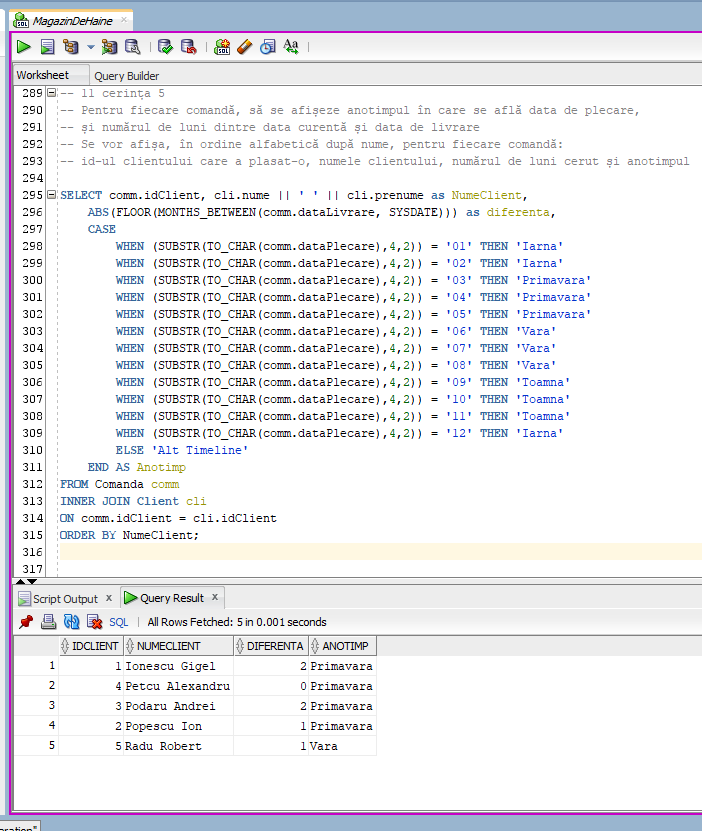 MagazinDeHaine
Worksheet Query Builder
289 -- 11 cerința 5
290 -- Pentru fiecare comandă, să se afișeze anotimpul în care se află data de plecare,
291 -- și numărul de luni dintre data curentă și data de livrare
292 -- Se vor afișa, în ordine alfabetică după nume, pentru fiecare comandă:
293 -- id-ul clientului care a plasat-o, numele clientului, numărul de luni cerut și anotimpul
294
295 SELECT comm.idClient, cli.nume || ' ' || cli.prenume as NumeClient,
296 ABS(FLOOR(MONTHS_BETWEEN(comm.dataLivrare, SYSDATE))) as diferenta,
297 CASE
298 WHEN (SUBSTR(TO_CHAR(comm.dataPlecare),4,2)) = '01' THEN 'Iarna'
299 WHEN (SUBSTR(TO_CHAR(comm.dataPlecare),4,2)) = '02' THEN 'Iarna'
300 WHEN (SUBSTR(TO_CHAR(comm.dataPlecare),4,2)) = '03' THEN 'Primavara'
301 WHEN (SUBSTR(TO_CHAR(comm.dataPlecare),4,2)) = '04' THEN 'Primavara'
302 WHEN (SUBSTR(TO_CHAR(comm.dataPlecare),4,2)) = '05' THEN 'Primavara'
303 WHEN (SUBSTR(TO_CHAR(comm.dataPlecare),4,2)) = '06' THEN 'Vara'
304 WHEN (SUBSTR(TO_CHAR(comm.dataPlecare),4,2)) = '07' THEN 'Vara'
305 WHEN (SUBSTR(TO_CHAR(comm.dataPlecare),4,2)) = '08' THEN 'Vara'
306 WHEN (SUBSTR(TO_CHAR(comm.dataPlecare),4,2)) = '09' THEN 'Toamna'
307 WHEN (SUBSTR(TO_CHAR(comm.dataPlecare),4,2)) = '10' THEN 'Toamna'
308 WHEN (SUBSTR(TO_CHAR(comm.dataPlecare),4,2)) = '11' THEN 'Toamna'
309 WHEN (SUBSTR(TO_CHAR(comm.dataPlecare),4,2)) = '12' THEN 'Iarna'
310 ELSE 'Alt Timeline'
311 END AS Anotimp
312 FROM Comanda comm
313 INNER JOIN Client cli
314 ON comm.idClient = cli.idClient
315 ORDER BY NumeClient;
316
317
Script Output x Query Result x
SQL | All Rows Fetched: 5 in 0.001 seconds
IDCLIENT NUMECLIENT DIFERENTA ANOTIMP
1 1 Ionescu Gigel 2 Primavara
2 4 Petcu Alexandru 0 Primavara
3 3 Podaru Andrei 2 Primavara
4 2 Popescu Ion 1 Primavara
5 5 Radu Robert 1 Vara